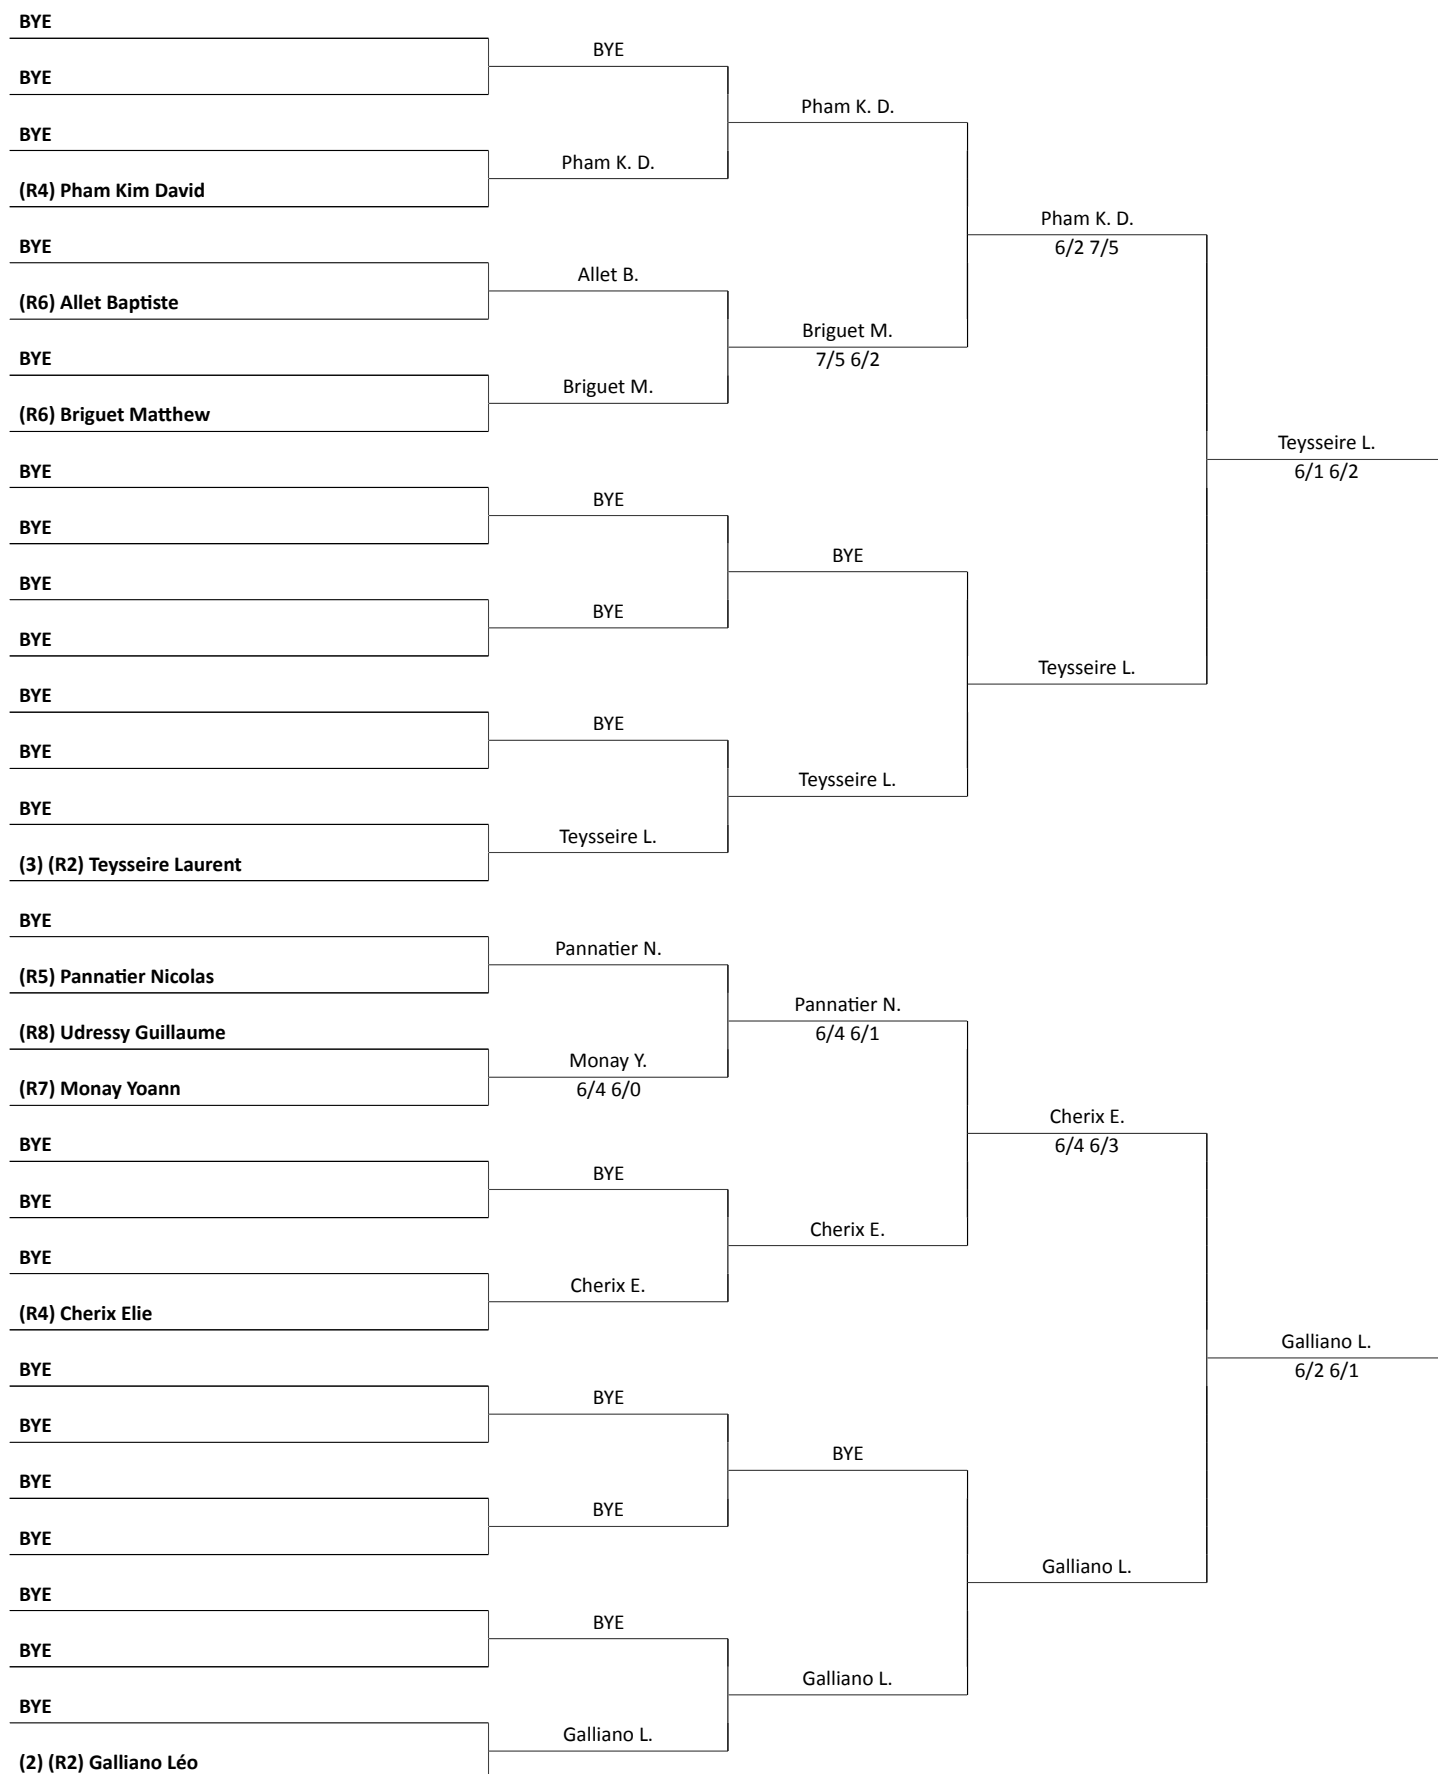 BYE
BYE
BYE
(R4) Pham Kim David
BYE
(R6) Allet Baptiste
BYE
(R6) Briguet Matthew
BYE
BYE
BYE
BYE
BYE
BYE
BYE
(3) (R2) Teysseire Laurent
BYE
(R5) Pannatier Nicolas
(R8) Udressy Guillaume
(R7) Monay Yoann
BYE
BYE
BYE
(R4) Cherix Elie
BYE
BYE
BYE
BYE
BYE
BYE
BYE
(2) (R2) Galliano Léo
BYE
Pham K. D.
Allet B.
Briguet M.
BYE
BYE
BYE
Teysseire L.
Pannatier N.
Monay Y.
6/4 6/0
BYE
Cherix E.
BYE
BYE
BYE
Galliano L.
Pham K. D.
Briguet M.
7/5 6/2
BYE
Teysseire L.
Pannatier N.
6/4 6/1
Cherix E.
BYE
Galliano L.
Pham K. D.
6/2 7/5
Teysseire L.
Cherix E.
6/4 6/3
Galliano L.
Teysseire L.
6/1 6/2
Galliano L.
6/2 6/1